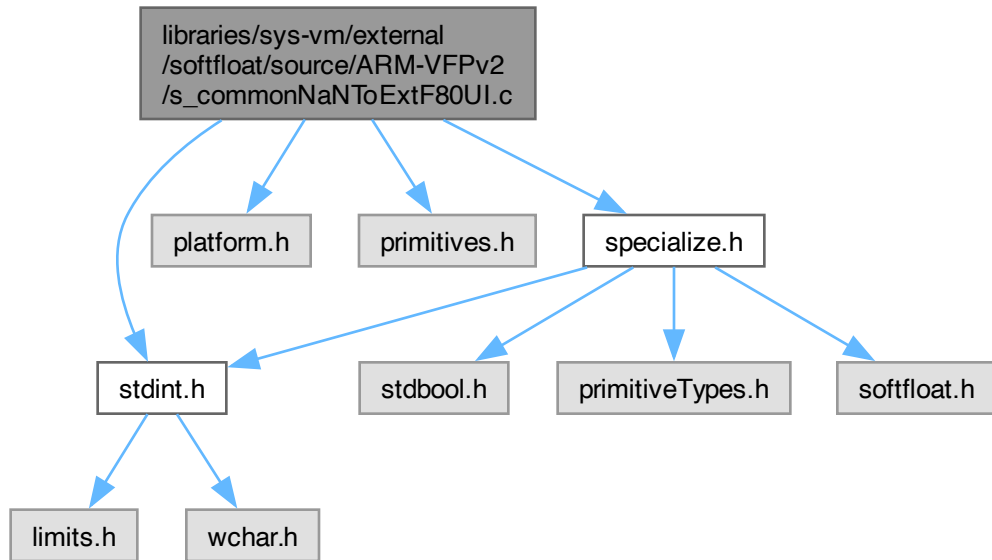 libraries/sys-vm/external
/softfloat/source/ARM-VFPv2
/s_commonNaNToExtF80UI.c
platform.h
primitives.h
specialize.h
stdint.h
stdbool.h
primitiveTypes.h
softfloat.h
limits.h
wchar.h